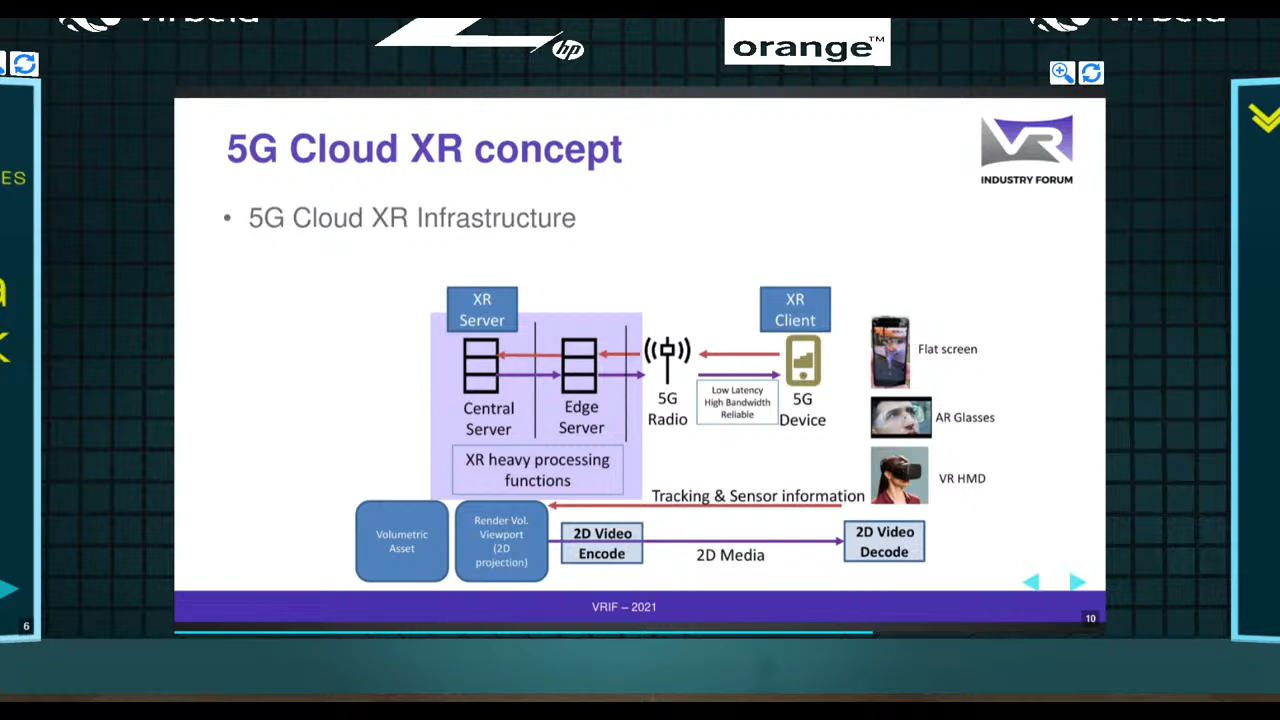 hp
orange™
ES
5G Cloud XR concept
VR
INDUSTRY FORUM
• 5G Cloud XR Infrastructure
XR
Server
XR
Client
Central
Server
Edge
Server
5G
Radio
Low Latency
High Bandwidth
Reliable
5G
Device
Flat screen
AR Glasses
VR HMD
XR heavy processing
functions
Tracking & Sensor information
Volumetric
Asset
Render Vol.
Viewport
(2D
projection)
2D Video
Encode
2D Media
2D Video
Decode
VRIF – 2021
10
6